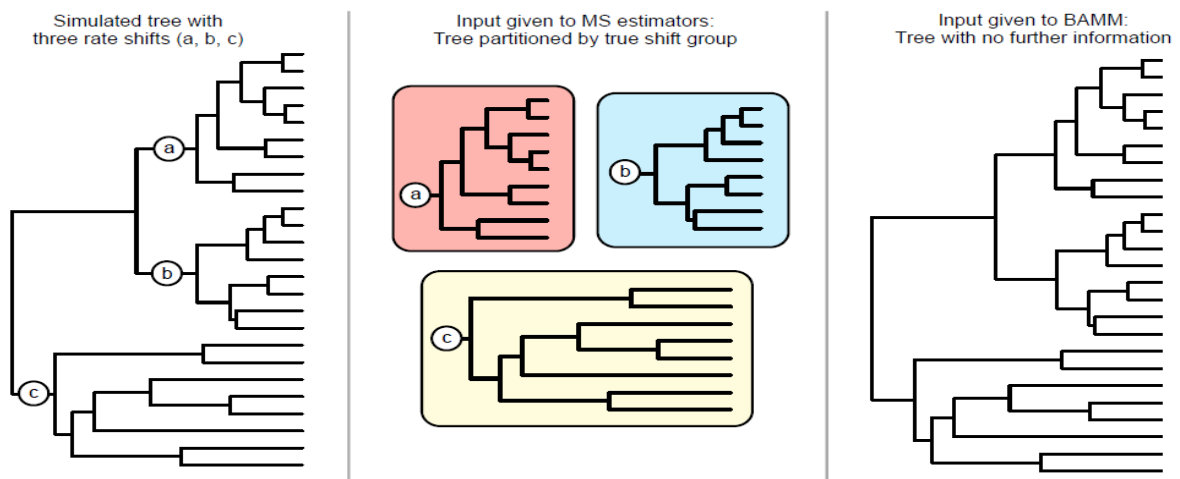 Simulated tree with
three rate shifts (a, b, c)
a
b
c
Input given to MS estimators:
Tree partitioned by true shift group
a
b
c
Input given to BAMM:
Tree with no further information